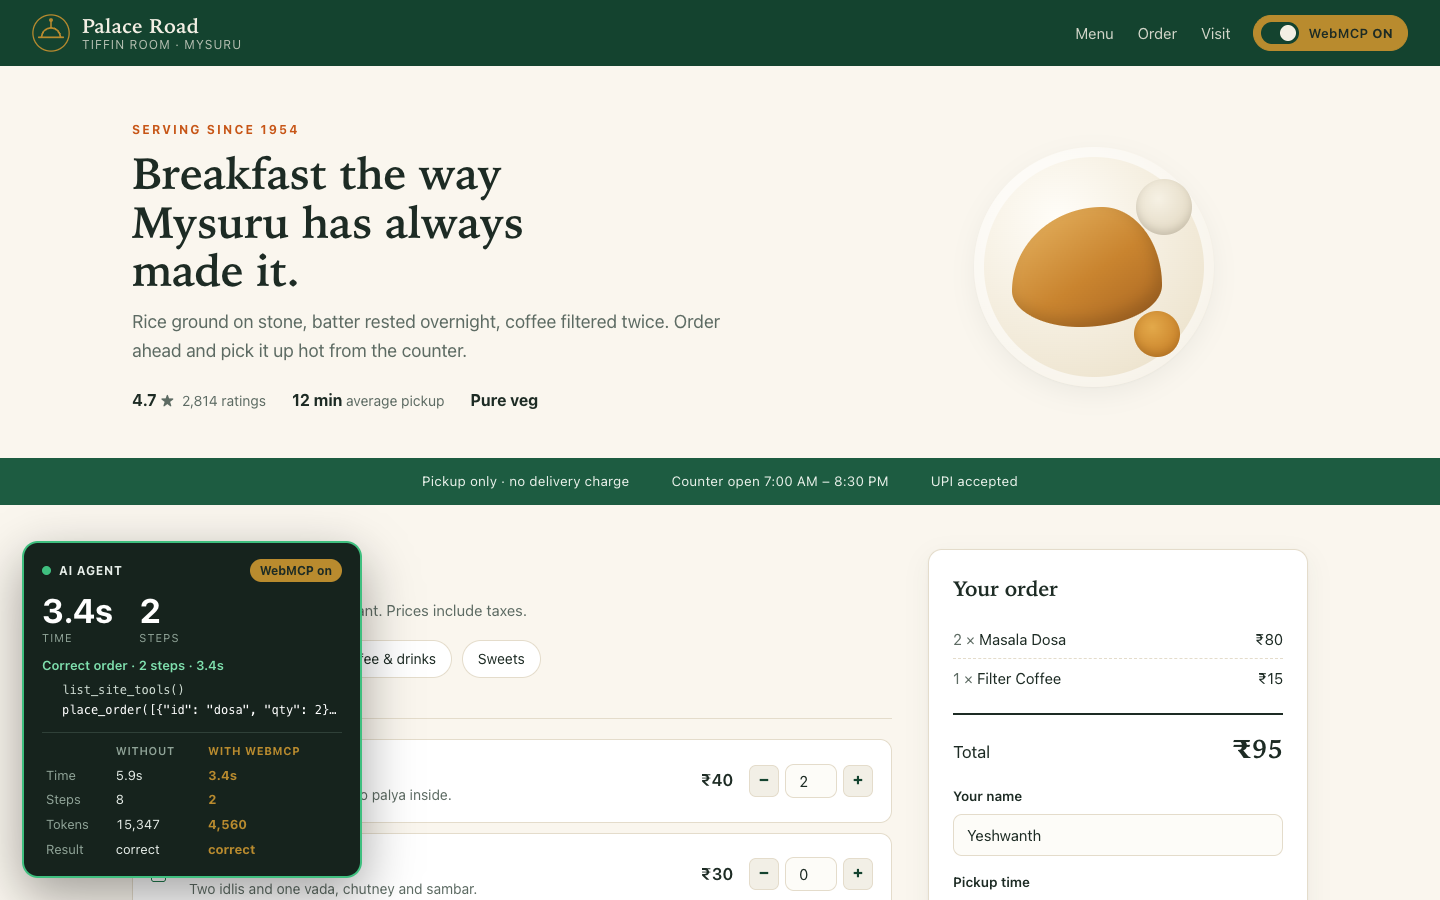 Palace Road
TIFFIN ROOM · MYSURU
Menu
Order
Visit
WebMCP ON
SERVING SINCE 1954
Breakfast the way
Mysuru has always
made it.
Rice ground on stone, batter rested overnight, coffee filtered twice. Order
ahead and pick it up hot from the counter.
4.7 ★ 2,814 ratings
12 min average pickup
Pure veg
Pickup only · no delivery charge
Counter open 7:00 AM – 8:30 PM
UPI accepted
AI AGENT
WebMCP on
3.4s 2
TIME STEPS
Correct order · 2 steps · 3.4s
list_site_tools()
place_order([{"id": "dosa", "qty": 2}…
WITHOUT WITH WEBMCP
Time 5.9s 3.4s
Steps 8 2
Tokens 15,347 4,560
Result correct correct
Prices include taxes.
& drinks
Sweets
₹40 − 2 +
palya inside.
₹30 − 0 +
Two idlis and one vada, chutney and sambar.
Your order
2 × Masala Dosa ₹80
1 × Filter Coffee ₹15
Total ₹95
Your name
Yeshwanth
Pickup time